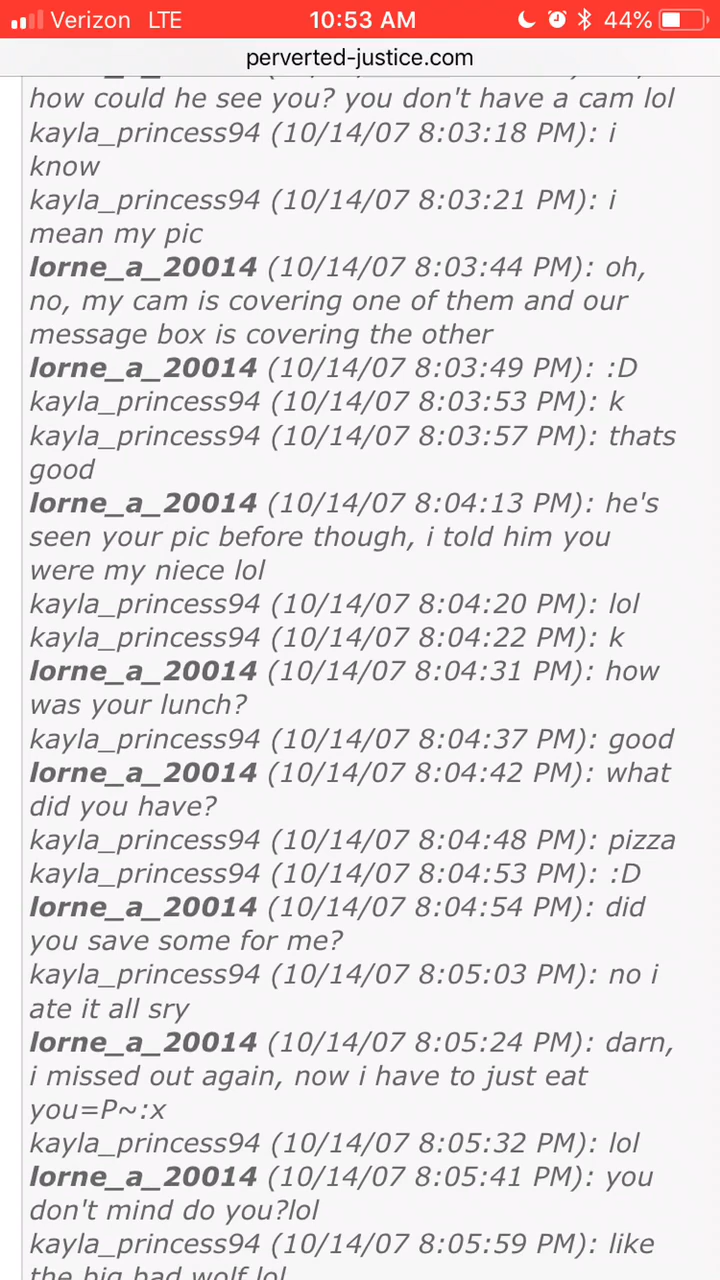 Verizon LTE 10:53 AM 44%
perverted-justice.com
how could he see you? you don't have a cam lol
kayla_princess94 (10/14/07 8:03:18 PM): i
know
kayla_princess94 (10/14/07 8:03:21 PM): i
mean my pic
lorne_a_20014 (10/14/07 8:03:44 PM): oh,
no, my cam is covering one of them and our
message box is covering the other
lorne_a_20014 (10/14/07 8:03:49 PM): :D
kayla_princess94 (10/14/07 8:03:53 PM): k
kayla_princess94 (10/14/07 8:03:57 PM): thats
good
lorne_a_20014 (10/14/07 8:04:13 PM): he's
seen your pic before though, i told him you
were my niece lol
kayla_princess94 (10/14/07 8:04:20 PM): lol
kayla_princess94 (10/14/07 8:04:22 PM): k
lorne_a_20014 (10/14/07 8:04:31 PM): how
was your lunch?
kayla_princess94 (10/14/07 8:04:37 PM): good
lorne_a_20014 (10/14/07 8:04:42 PM): what
did you have?
kayla_princess94 (10/14/07 8:04:48 PM): pizza
kayla_princess94 (10/14/07 8:04:53 PM): :D
lorne_a_20014 (10/14/07 8:04:54 PM): did
you save some for me?
kayla_princess94 (10/14/07 8:05:03 PM): no i
ate it all sry
lorne_a_20014 (10/14/07 8:05:24 PM): darn,
i missed out again, now i have to just eat
you=P~:x
kayla_princess94 (10/14/07 8:05:32 PM): lol
lorne_a_20014 (10/14/07 8:05:41 PM): you
don't mind do you?lol
kayla_princess94 (10/14/07 8:05:59 PM): like
the big bad wolf lol